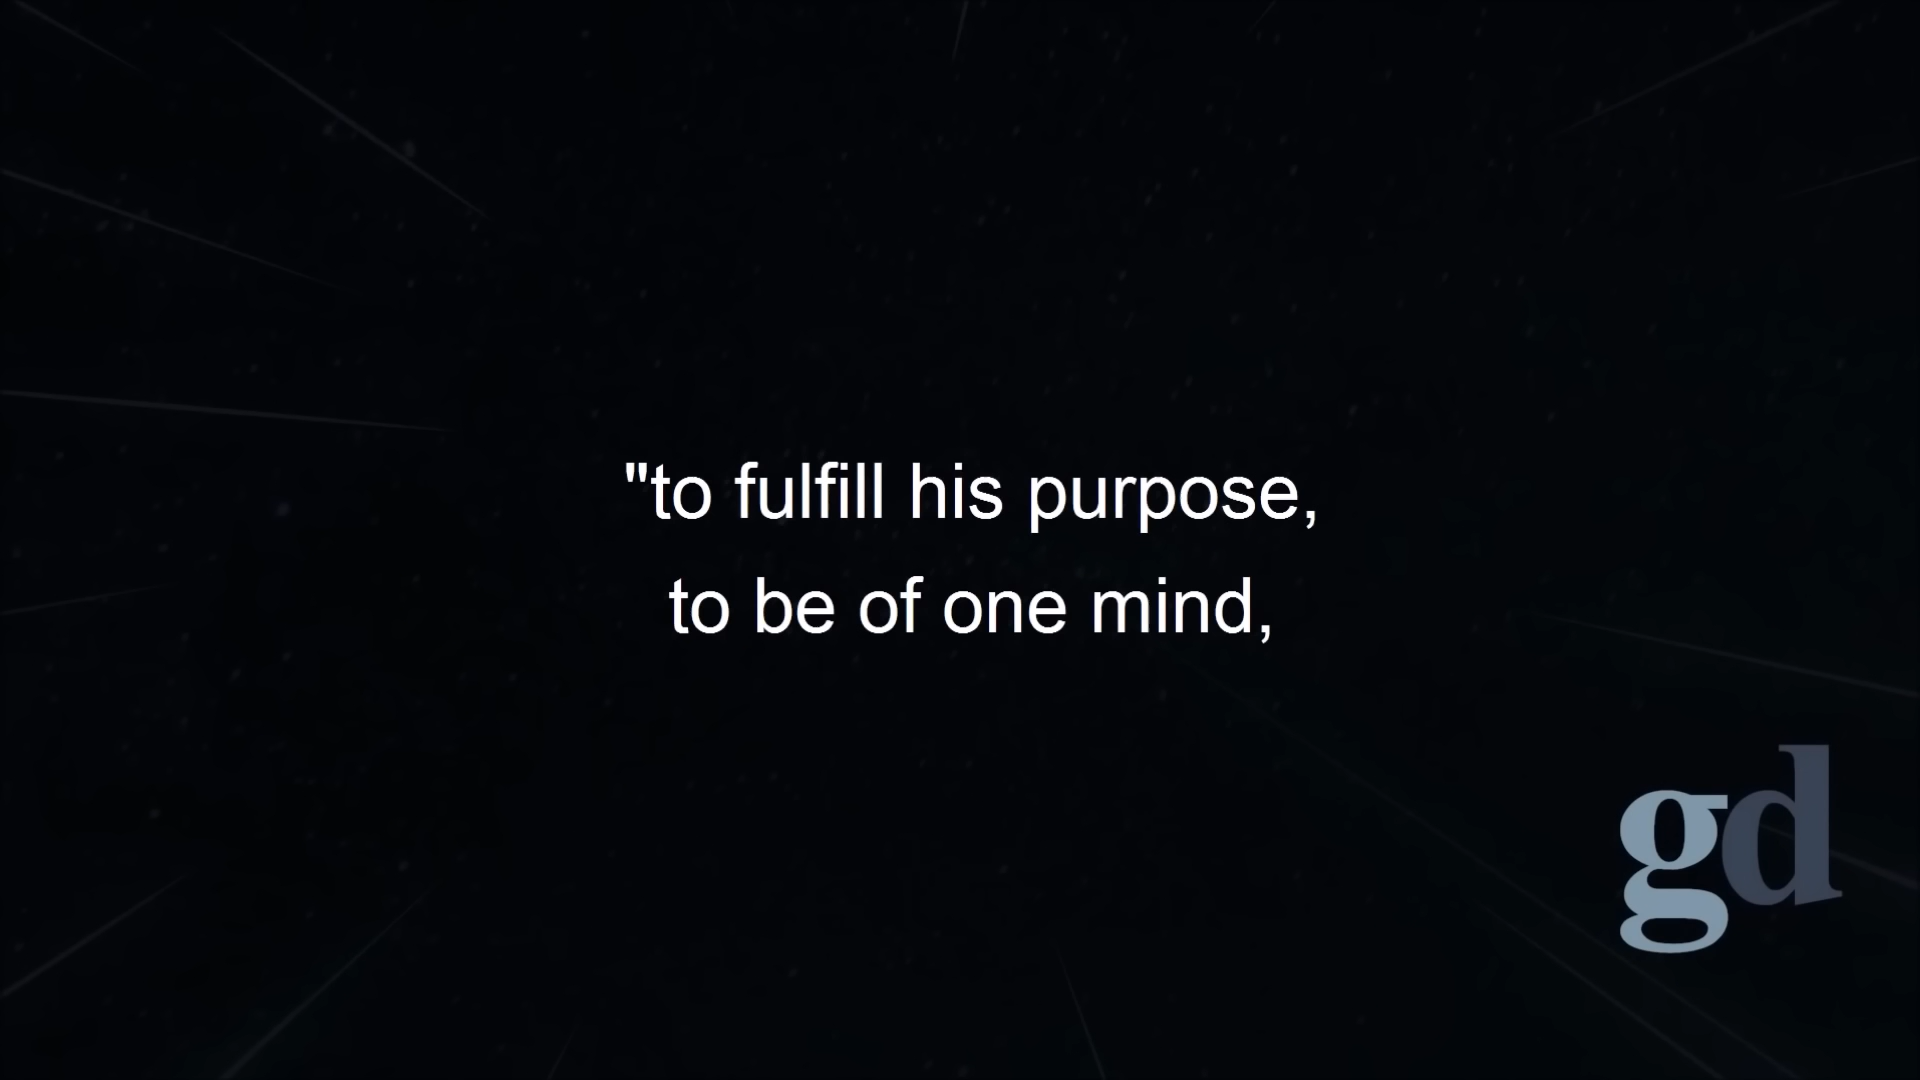 "to fulfill his purpose,
to be of one mind,
gd